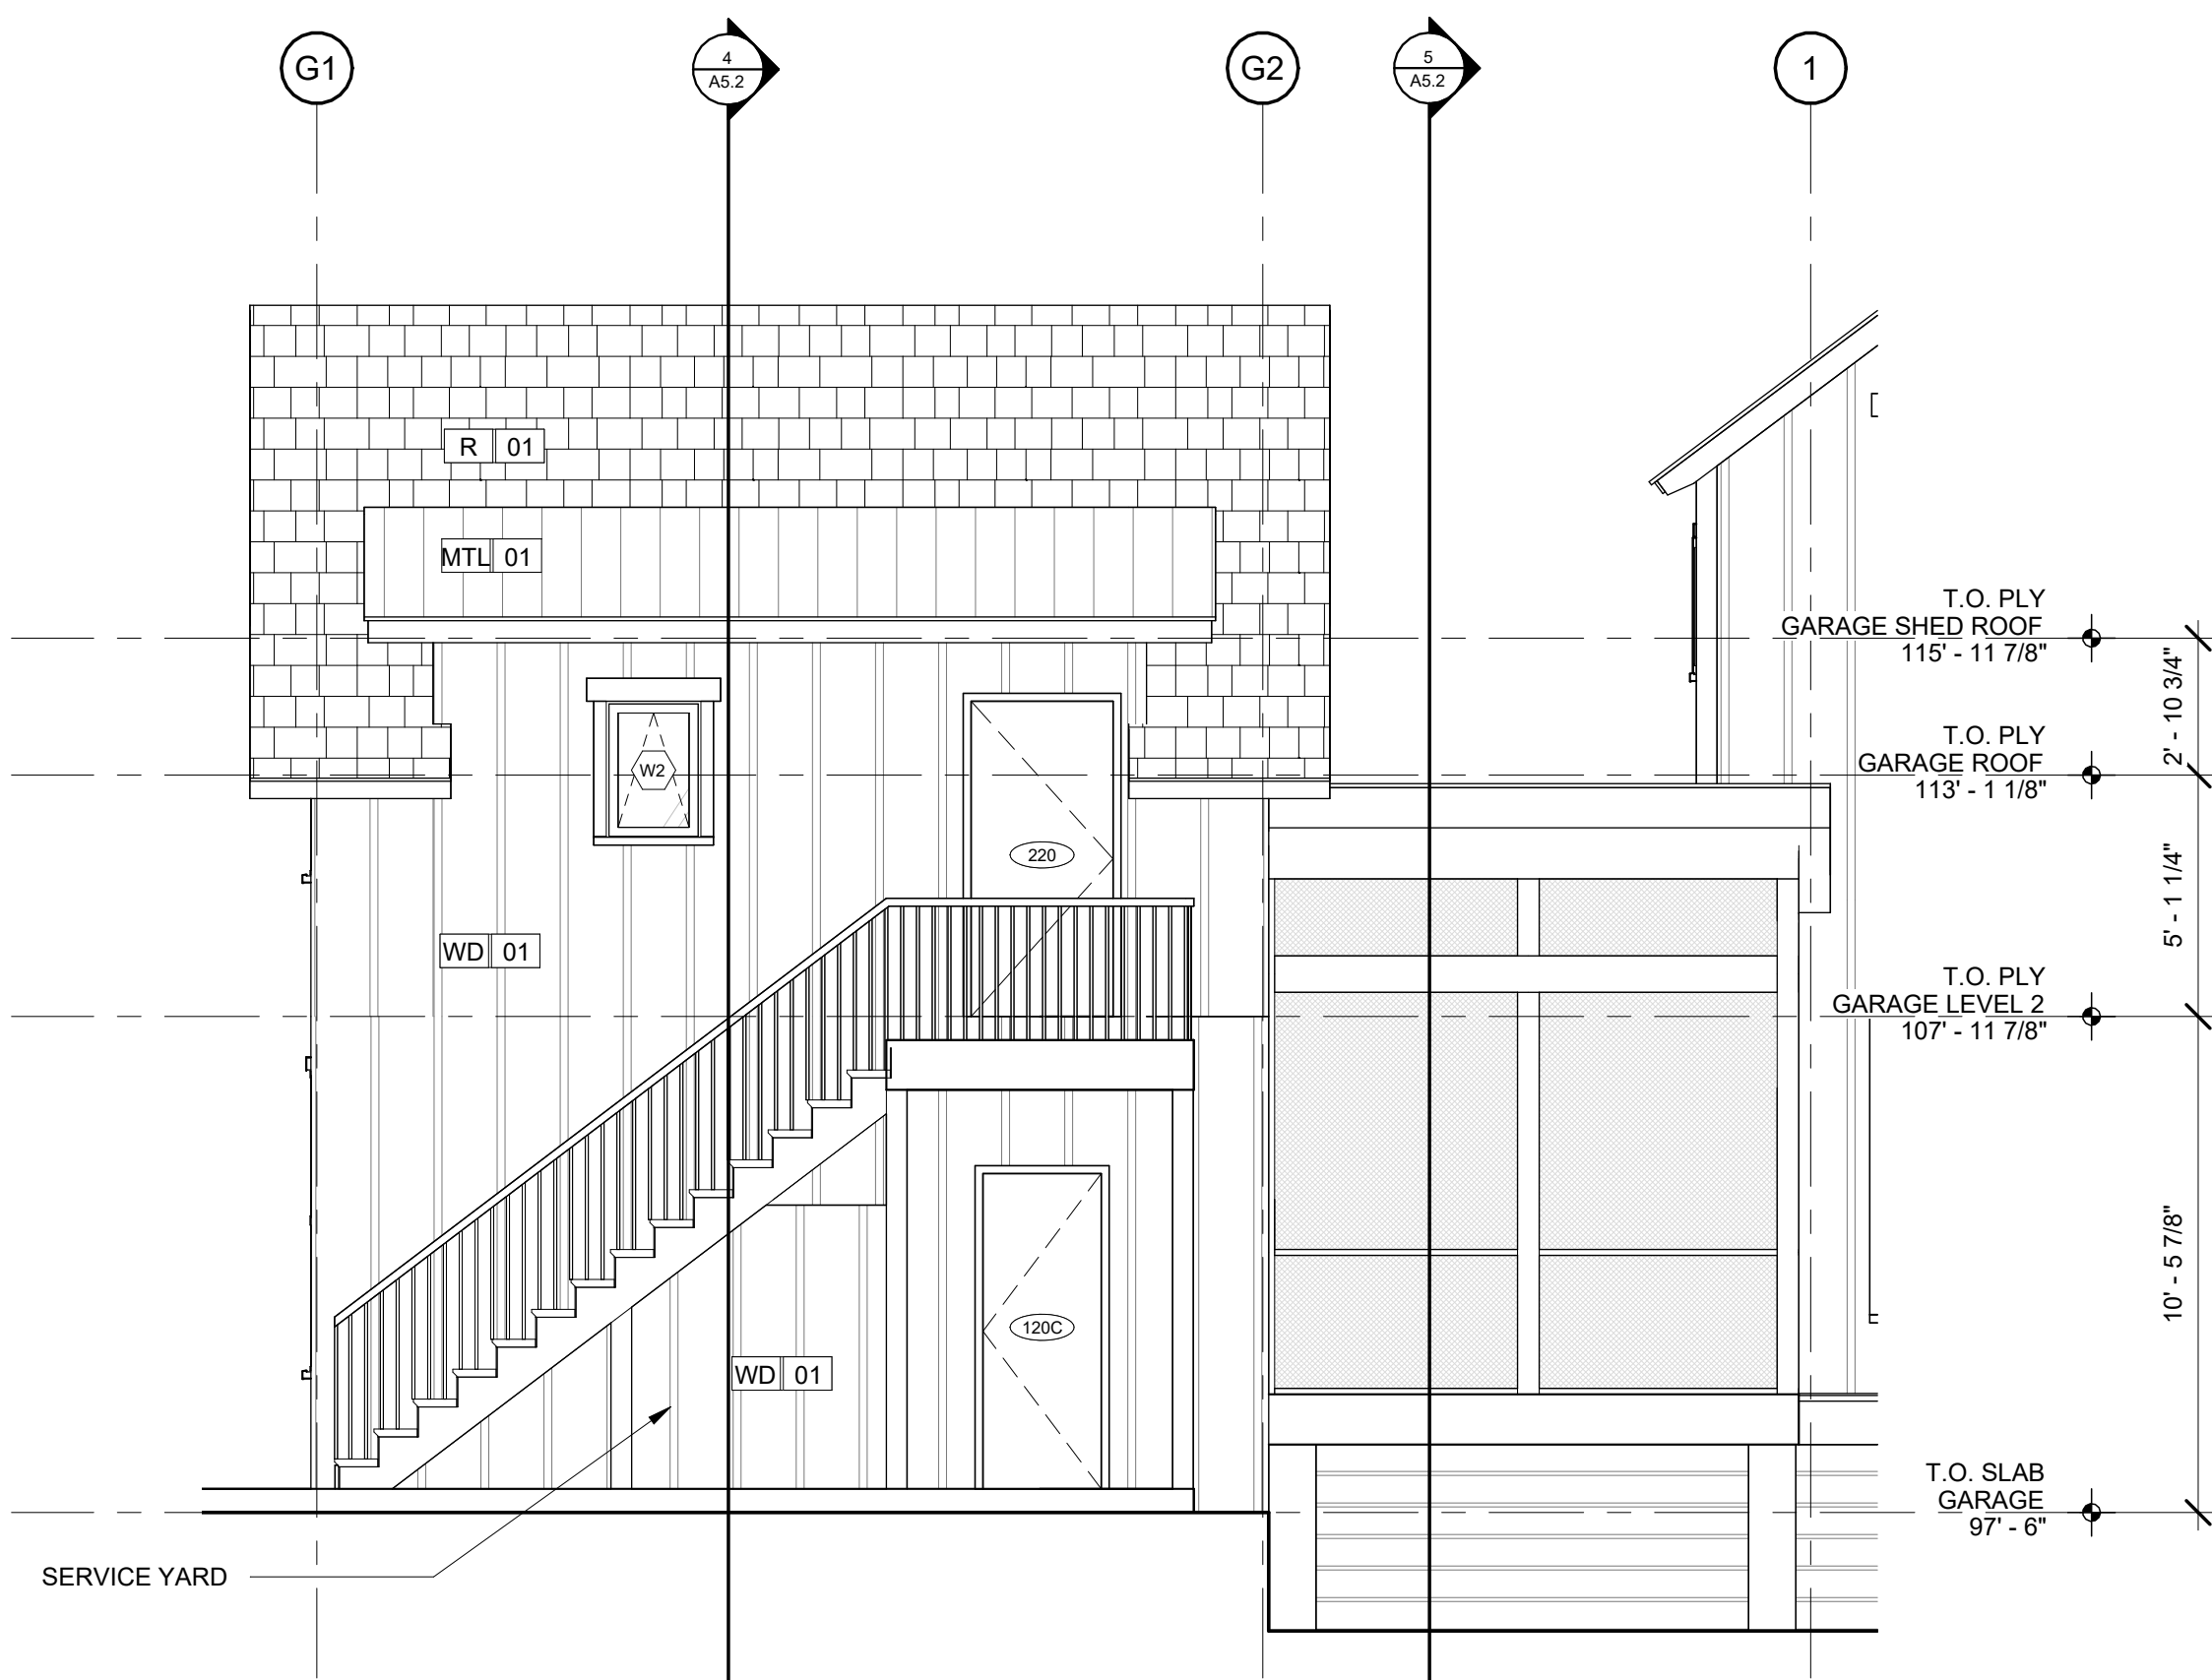 G1
4
A5.2
G2
5
A5.2
1
R 01
MTL 01
T.O. PLY
GARAGE SHED ROOF
115' - 11 7/8"
2' - 10 3/4"
T.O. PLY
GARAGE ROOF
113' - 1 1/8"
W2
220
5' - 1 1/4"
WD 01
T.O. PLY
GARAGE LEVEL 2
107' - 11 7/8"
10' - 5 7/8"
120C
WD 01
T.O. SLAB
GARAGE
97' - 6"
SERVICE YARD